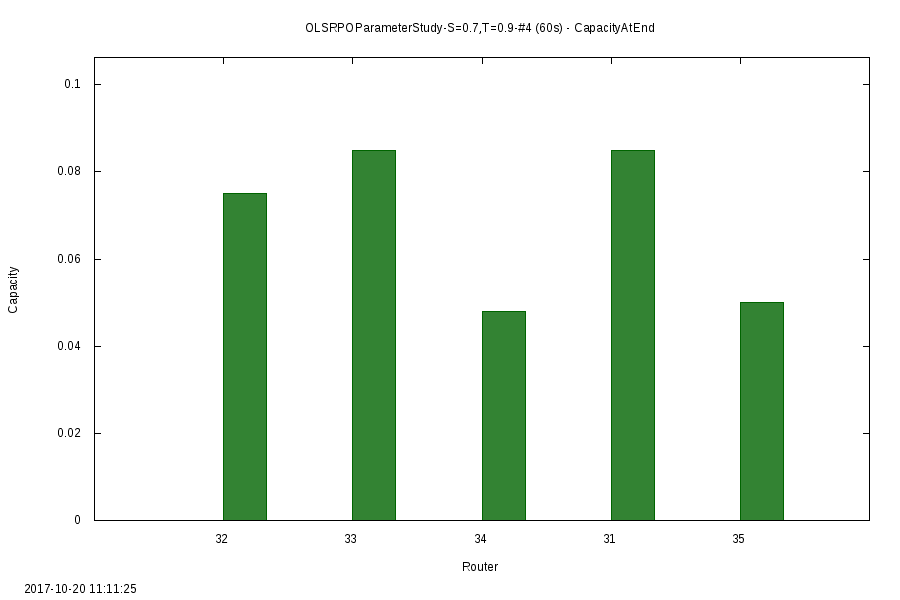 OLSRPOParameterStudy-S=0.7,T=0.9-#4 (60s) - CapacityAtEnd
0.1
0.08
0.06
0.04
0.02
0
Capacity
32 33 34 31 35
Router
2017-10-20 11:11:25